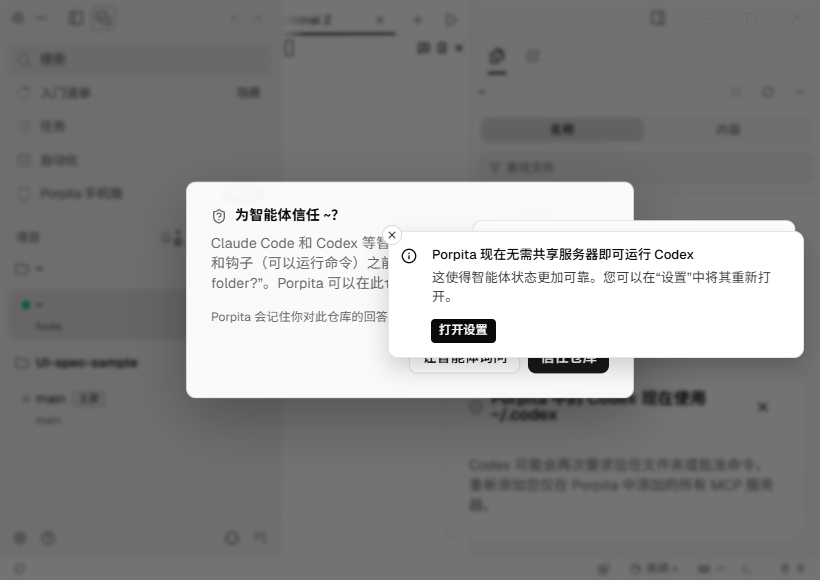 minal 2
搜索
入门清单
隐藏
任务
自动化
Porpita 手机端
项目
~
~
home
UI-spec-sample
main 主要
main
~
名称
内容
查找文件
为智能体信任 ~?
Claude Code 和 Codex 等智
和钩子（可以运行命令）之前
folder?”。Porpita 可以在此
Porpita 会记住你对此仓库的回答
让智能体询问
信任仓库
Porpita 现在无需共享服务器即可运行 Codex
这使得智能体状态更加可靠。您可以在“设置”中将其重新打
开。
打开设置
Porpita 中的 Codex 现在使用
~/.codex
Codex 可能会再次要求信任文件夹或批准命令。
重新添加您仅在 Porpita 中添加的所有 MCP 服务
器。